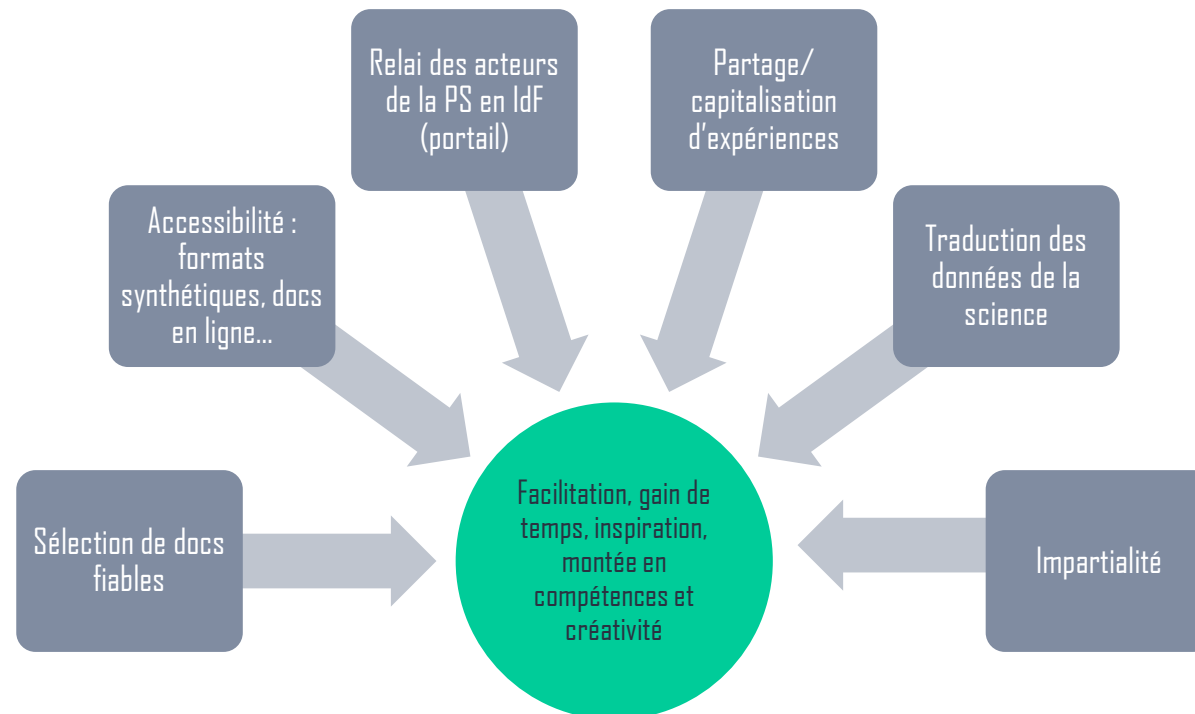 Relai des acteurs
de la PS en IdF
(portail)
Partage/
capitalisation
d'expériences
Accessibilité :
formats
synthétiques, docs
en ligne...
Traduction des
données de la
science
Sélection de docs
fiables
Facilitation, gain de
temps, inspiration,
montée en
compétences et
créativité
Impartialité